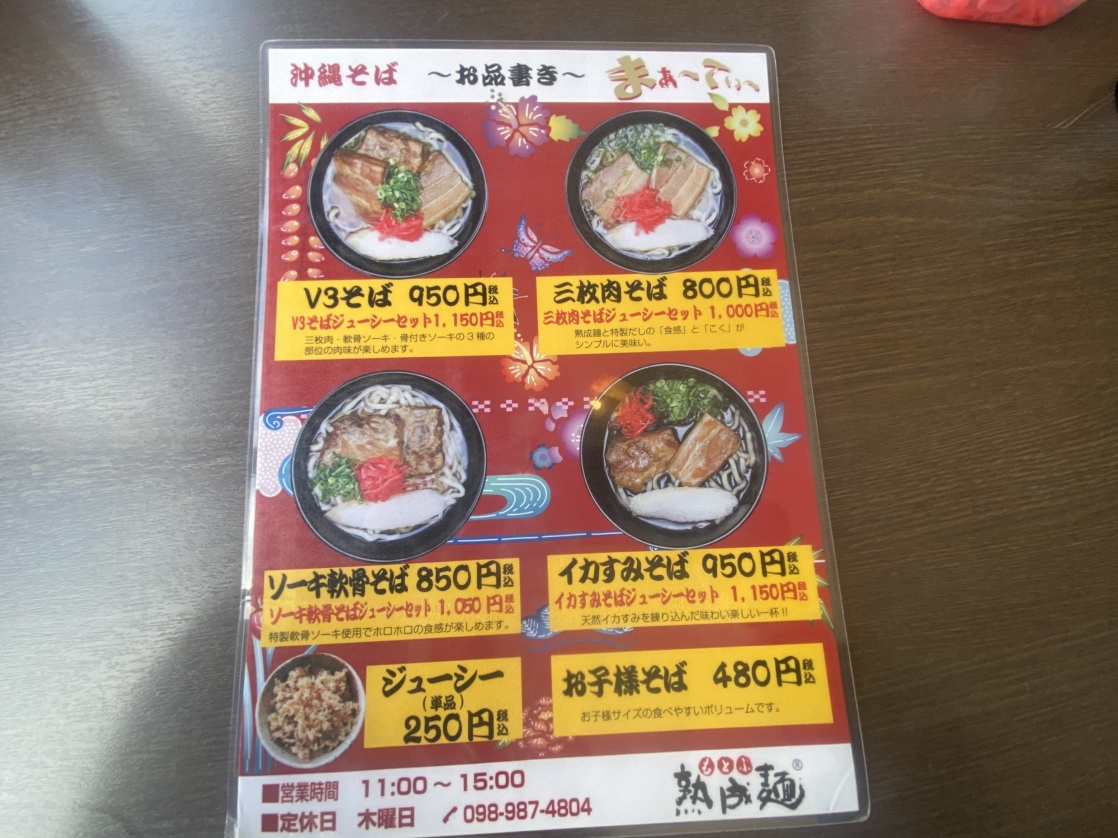 沖縄そば ～お品書き～ まぁ～てぃ～
V3そば 950円税込
V3そばジューシーセット1,150円税込
三枚肉・軟骨ソーキ・骨付きソーキの3種の
部位の肉味が楽しめます。
三枚肉そば 800円税込
三枚肉そばジューシーセット 1,000円税込
熟成麺と特製だしの「食感」と「こく」が
シンプルに美味い。
ソーキ軟骨そば 850円税込
ソーキ軟骨そばジューシーセット 1,050円税込
特製軟骨ソーキ使用でホロホロの食感が楽しめます。
イカすみそば 950円税込
イカすみそばジューシーセット 1,150円税込
天然イカすみを練り込んだ味わい楽しい一杯!!
ジューシー
(単品)
250円税込
お子様そば 480円税込
お子様サイズの食べやすいボリュームです。
■営業時間 11:00～15:00
■定休日 木曜日 098-987-4804
熟成麺®